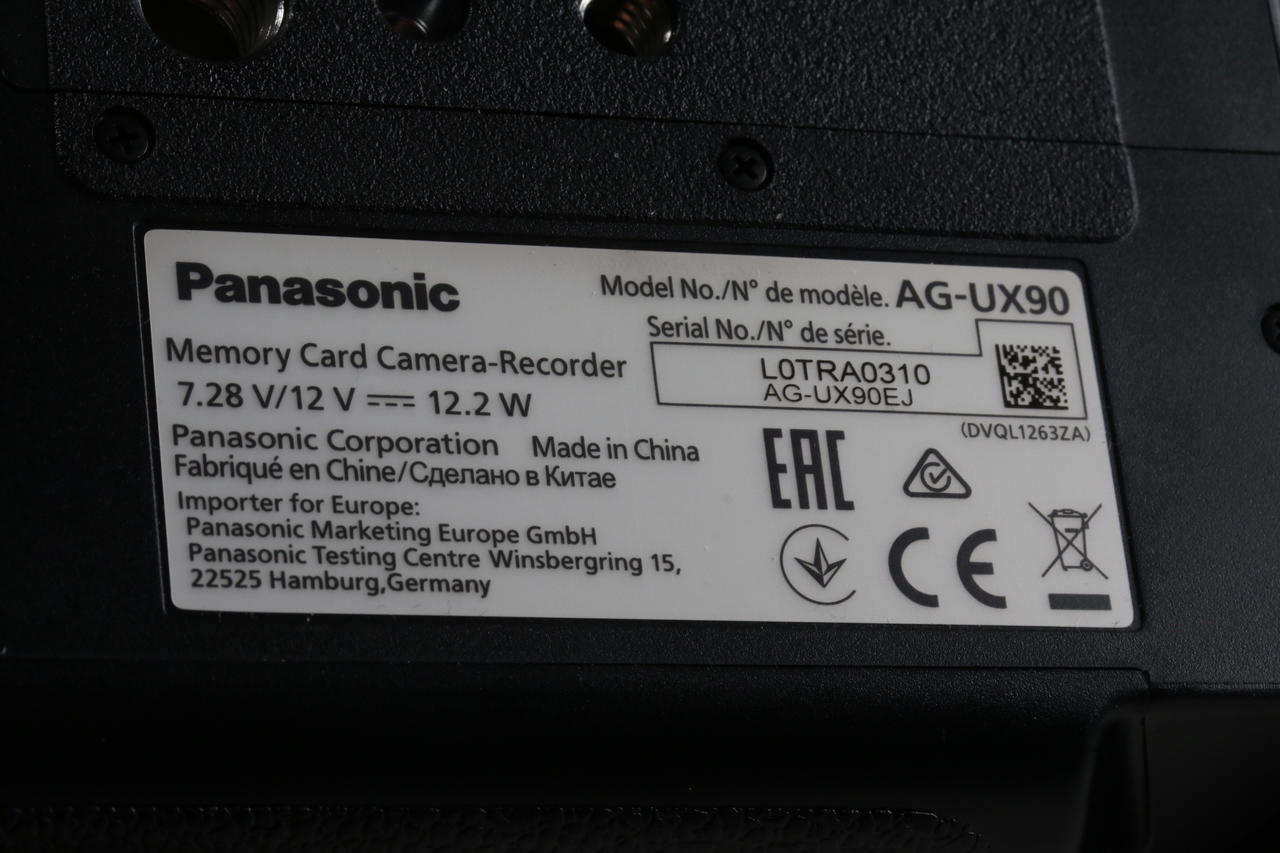 Panasonic
Model No./N° de modèle. AG-UX90
Serial No./N° de série.
L0TRA0310
AG-UX90EJ
(DVQL1263ZA)
Memory Card Camera-Recorder
7.28 V/12 V ⎓ 12.2 W
Panasonic Corporation Made in China
Fabriqué en Chine/Сделано в Китае
Importer for Europe:
Panasonic Marketing Europe GmbH
Panasonic Testing Centre Winsbergring 15,
22525 Hamburg,Germany
EAC
CE